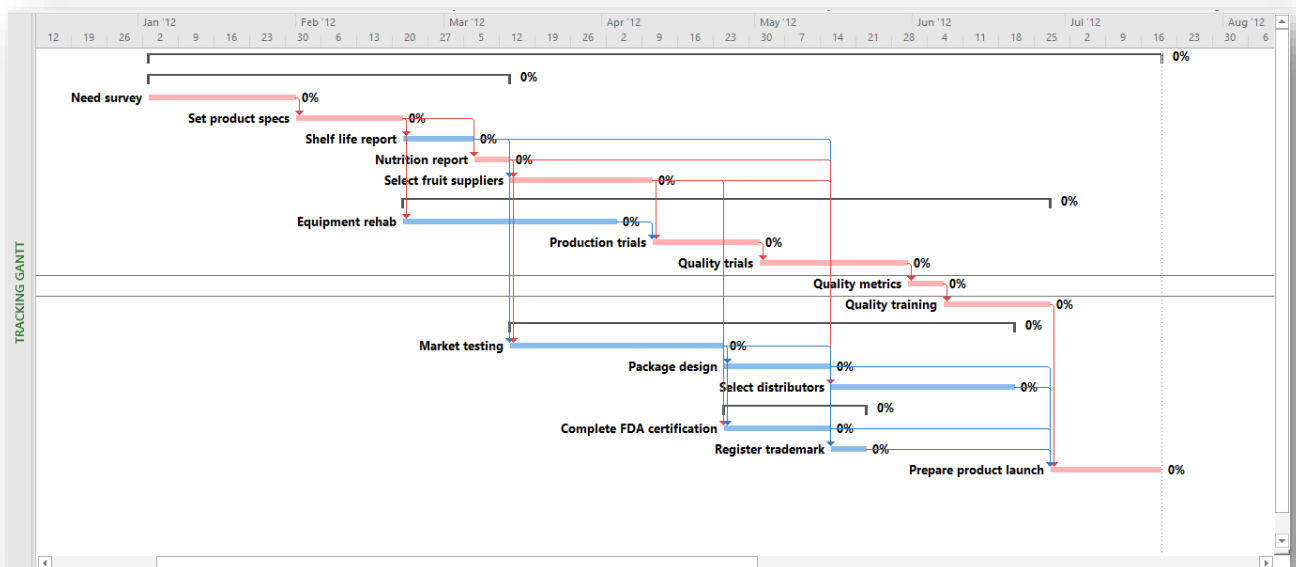 Jan '12 Feb '12 Mar '12 Apr '12 May '12 Jun '12 Jul '12 Aug '12
12 19 26 2 9 16 23 30 6 13 20 27 5 12 19 26 2 9 16 23 30 7 14 21 28 4 11 18 25 2 9 16 23 30 6
0%
0%
Need survey 0%
Set product specs 0%
Shelf life report 0%
Nutrition report 0%
Select fruit suppliers 0%
0%
Equipment rehab 0%
Production trials 0%
Quality trials 0%
Quality metrics 0%
Quality training 0%
0%
Market testing 0%
Package design 0%
Select distributors 0%
0%
Complete FDA certification 0%
Register trademark 0%
Prepare product launch 0%
TRACKING GANTT